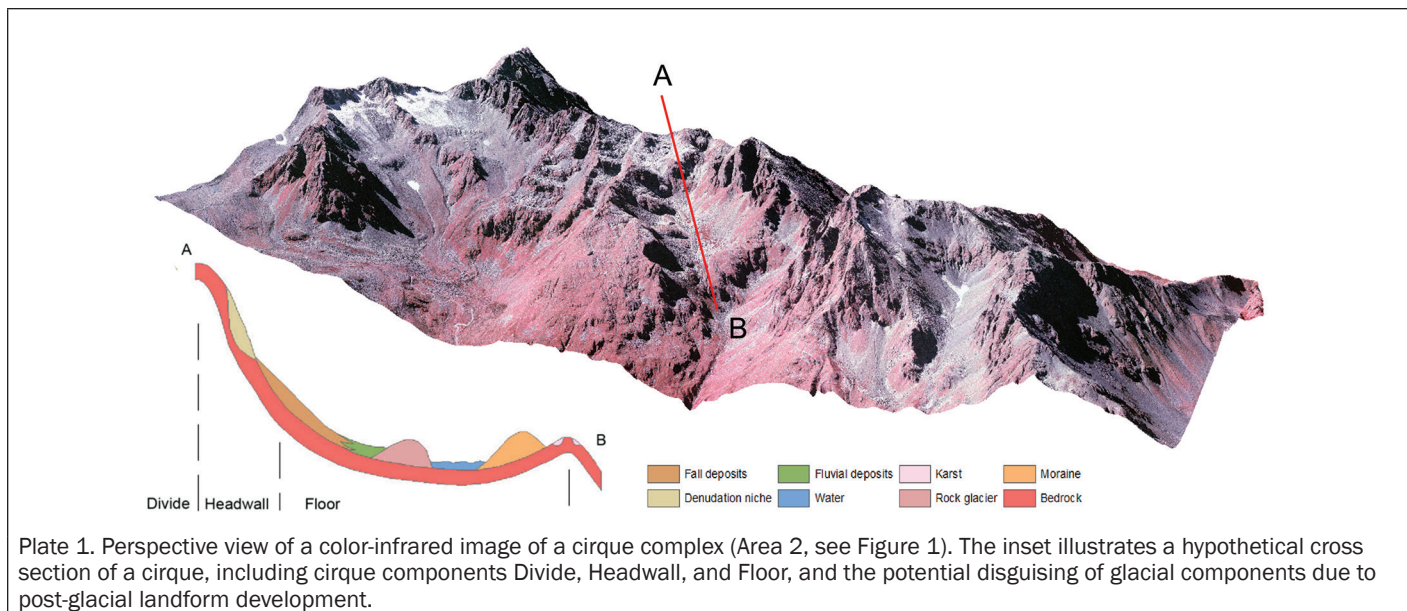 A
B
A
B
Divide Headwall Floor
Fall deposits Fluvial deposits Karst Moraine
Denudation niche Water Rock glacier Bedrock
Plate 1. Perspective view of a color-infrared image of a cirque complex (Area 2, see Figure 1). The inset illustrates a hypothetical cross
section of a cirque, including cirque components Divide, Headwall, and Floor, and the potential disguising of glacial components due to
post-glacial landform development.